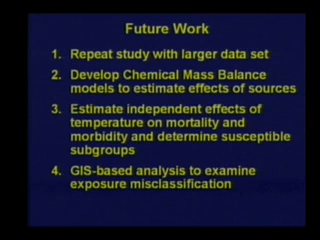 Future Work
1. Repeat study with larger data set
2. Develop Chemical Mass Balance
models to estimate effects of sources
3. Estimate independent effects of
temperature on mortality and
morbidity and determine susceptible
subgroups
4. GIS-based analysis to examine
exposure misclassification